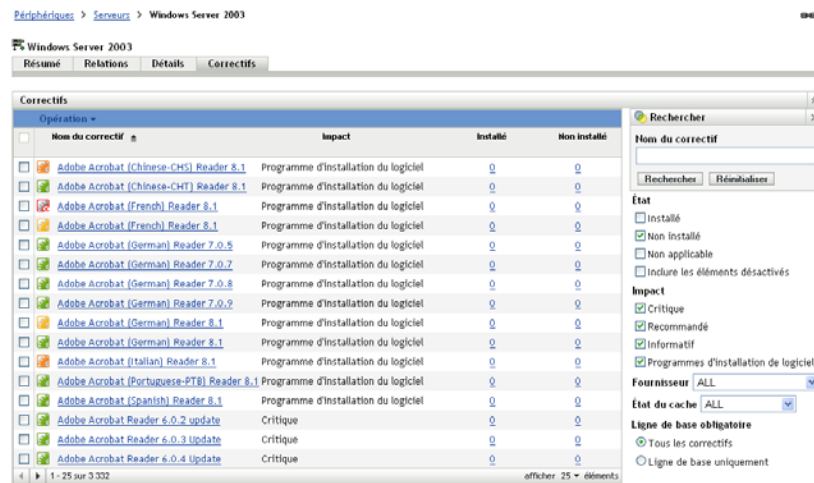 Périphériques > Serveurs > Windows Server 2003
Windows Server 2003
Résumé Relations Détails Correctifs
Correctifs
Opération
Nom du correctif Impact Installé Non installé
Adobe Acrobat (Chinese-CHS) Reader 8.1 Programme d'installation du logiciel 0 0
Adobe Acrobat (Chinese-CHT) Reader 8.1 Programme d'installation du logiciel 0 0
Adobe Acrobat (French) Reader 8.1 Programme d'installation du logiciel 0 0
Adobe Acrobat (French) Reader 8.1 Programme d'installation du logiciel 0 0
Adobe Acrobat (German) Reader 7.0.5 Programme d'installation du logiciel 0 0
Adobe Acrobat (German) Reader 7.0.7 Programme d'installation du logiciel 0 0
Adobe Acrobat (German) Reader 7.0.8 Programme d'installation du logiciel 0 0
Adobe Acrobat (German) Reader 7.0.9 Programme d'installation du logiciel 0 0
Adobe Acrobat (German) Reader 8.1 Programme d'installation du logiciel 0 0
Adobe Acrobat (German) Reader 8.1 Programme d'installation du logiciel 0 0
Adobe Acrobat (Italian) Reader 8.1 Programme d'installation du logiciel 0 0
Adobe Acrobat (Portuguese-PTB) Reader 8.1 Programme d'installation du logiciel 0 0
Adobe Acrobat (Spanish) Reader 8.1 Programme d'installation du logiciel 0 0
Adobe Acrobat Reader 6.0.2 update Critique 0 0
Adobe Acrobat Reader 6.0.3 Update Critique 0 0
Adobe Acrobat Reader 6.0.4 Update Critique 0 0
1 - 25 sur 3 332 afficher 25 éléments
Rechercher
Nom du correctif
Rechercher Réinitialiser
État
Installé
Non installé
Non applicable
Inclure les éléments désactivés
Impact
Critique
Recommandé
Informatif
Programmes d'installation de logiciel
Fournisseur ALL
État du cache ALL
Ligne de base obligatoire
Tous les correctifs
Ligne de base uniquement